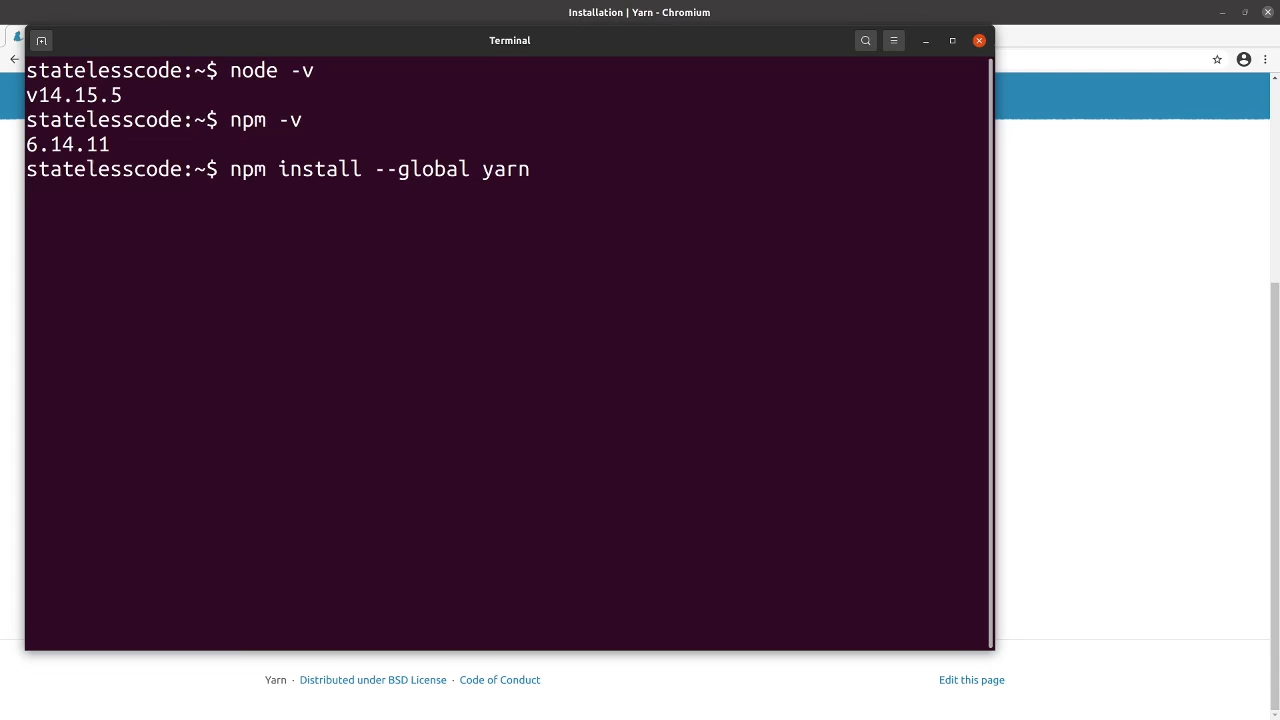 Installation | Yarn - Chromium
Terminal
statelesscode:~$ node -v
v14.15.5
statelesscode:~$ npm -v
6.14.11
statelesscode:~$ npm install --global yarn
Yarn · Distributed under BSD License · Code of Conduct
Edit this page